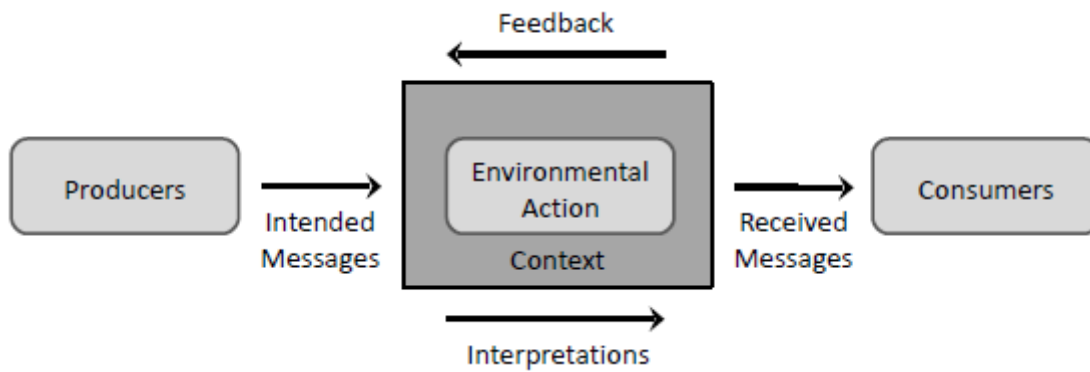 Feedback
Producers
Intended
Messages
Environmental
Action
Context
Received
Messages
Consumers
Interpretations